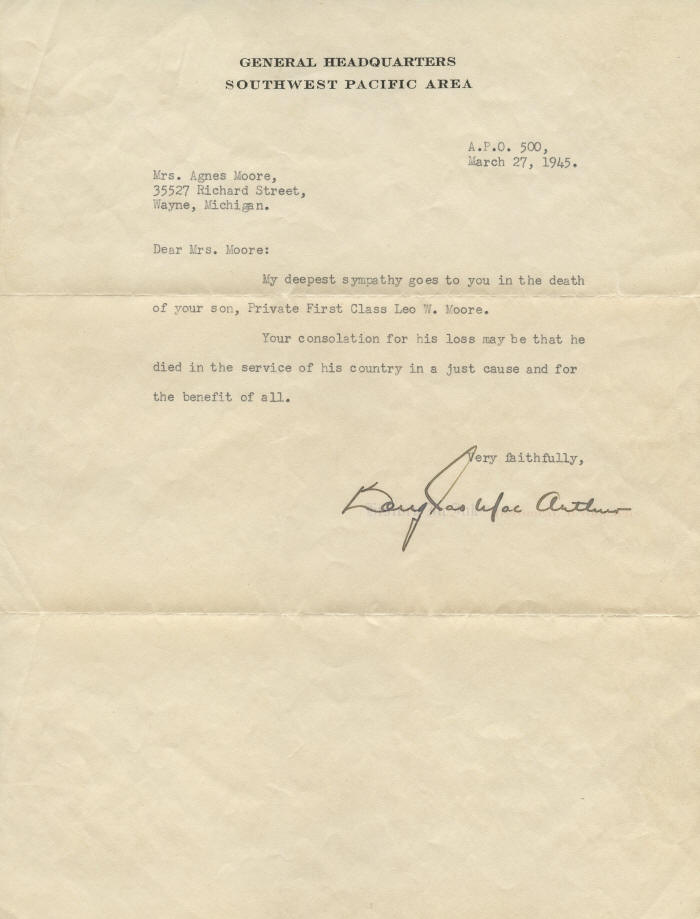 GENERAL HEADQUARTERS
SOUTHWEST PACIFIC AREA
A.P.O. 500,
March 27, 1945.
Mrs. Agnes Moore,
35527 Richard Street,
Wayne, Michigan.
Dear Mrs. Moore:
My deepest sympathy goes to you in the death
of your son, Private First Class Leo W. Moore.
Your consolation for his loss may be that he
died in the service of his country in a just cause and for
the benefit of all.
Very faithfully,
Douglas MacArthur